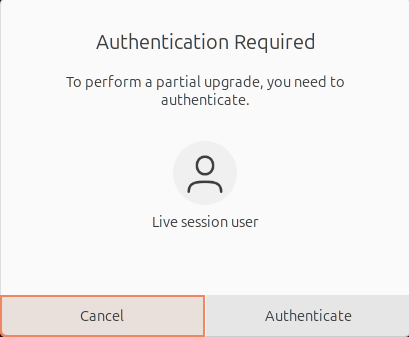 Authentication Required
To perform a partial upgrade, you need to
authenticate.
Live session user
Cancel
Authenticate